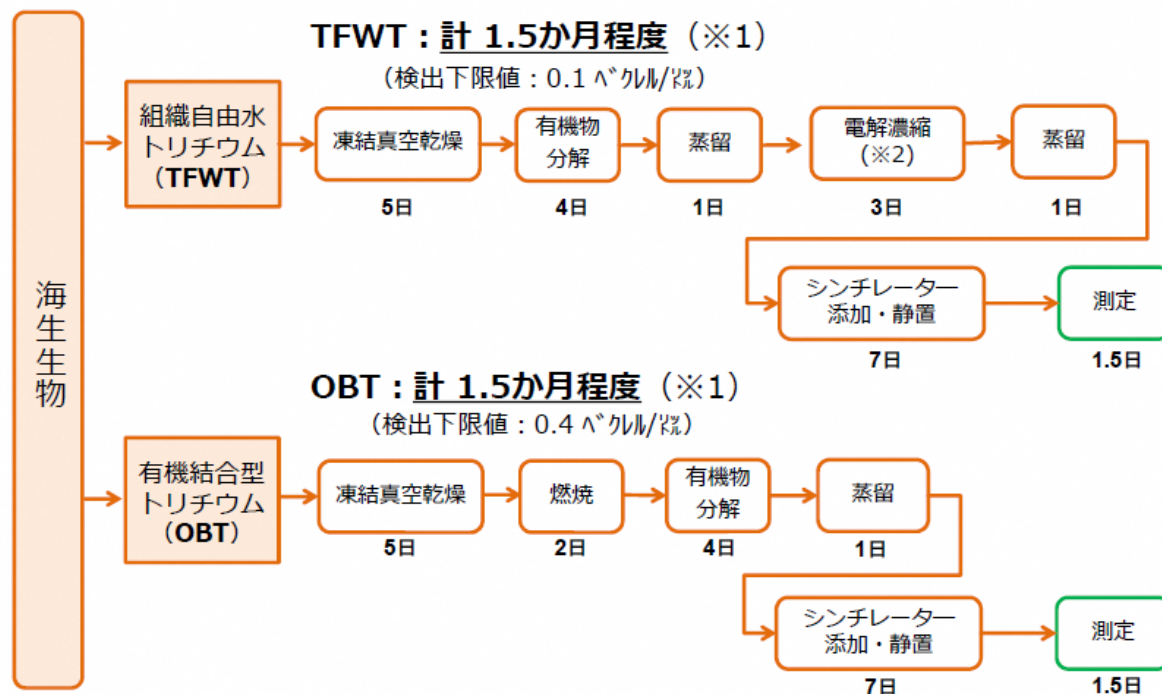 TFWT：計 1.5か月程度（※1）
（検出下限値：0.1 ﾍﾞｸﾚﾙ/㍑）
海生生物
組織自由水
トリチウム
（TFWT）
凍結真空乾燥
5日
有機物
分解
4日
蒸留
1日
電解濃縮
(※2)
3日
蒸留
1日
シンチレーター
添加・静置
7日
測定
1.5日
OBT：計 1.5か月程度（※1）
（検出下限値：0.4 ﾍﾞｸﾚﾙ/㍑）
有機結合型
トリチウム
（OBT）
凍結真空乾燥
5日
燃焼
2日
有機物
分解
4日
蒸留
1日
シンチレーター
添加・静置
7日
測定
1.5日